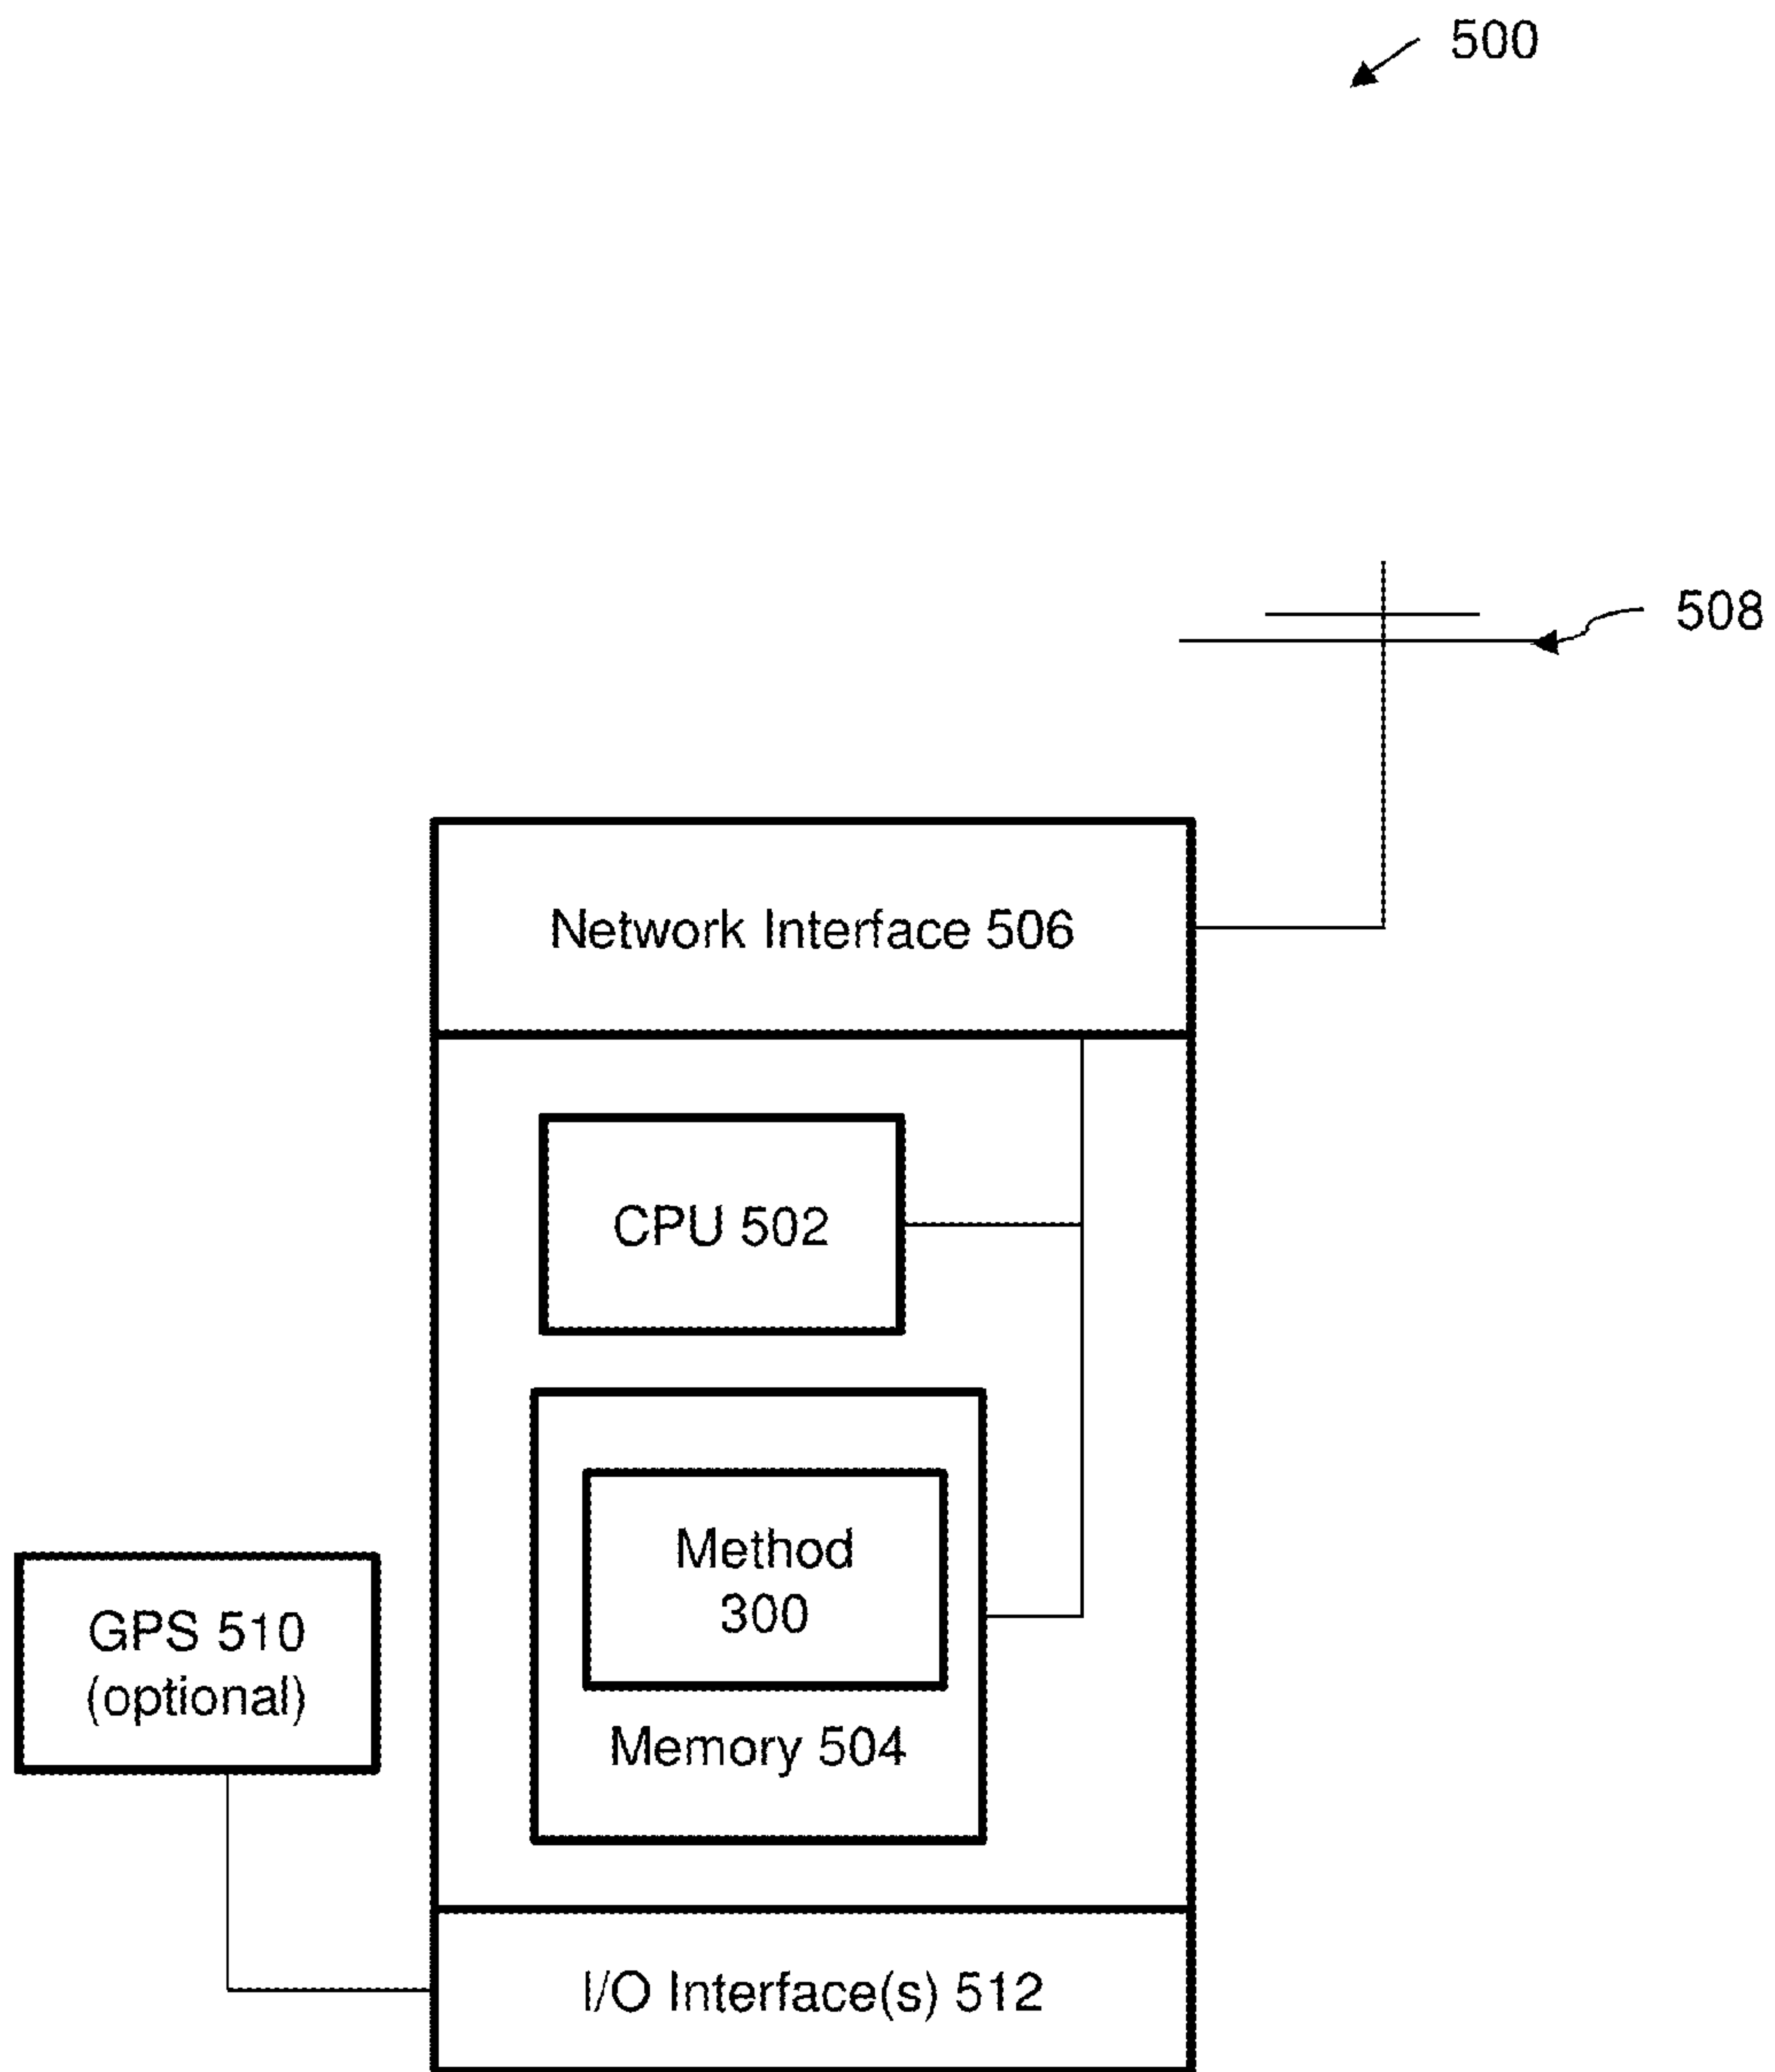 500
508
Network Interface 506
CPU 502
Method
300
GPS 510
(optional)
Memory 504
I/O Interface(s) 512